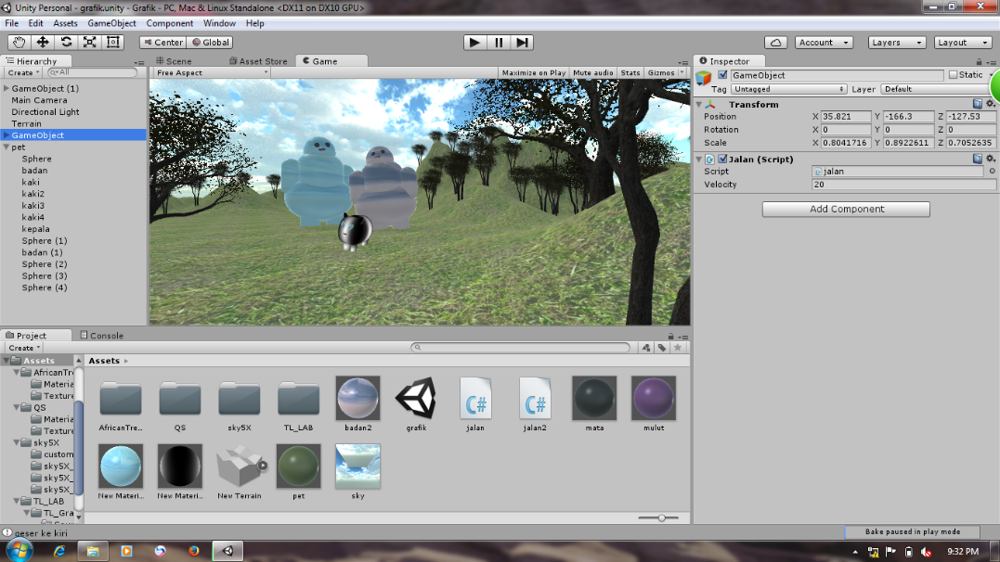 Unity Personal - grafik.unity - Grafik - PC, Mac & Linux Standalone <DX11 on DX10 GPU>
File Edit Assets GameObject Component Window Help
Center Global Account Layers Layout
Hierarchy Scene Asset Store Game Inspector
Create All Free Aspect Maximize on Play Mute audio Stats Gizmos
GameObject Static
Tag Untagged Layer Default
GameObject (1)
Main Camera
Directional Light
Terrain
GameObject
pet
Sphere
badan
kaki
kaki2
kaki3
kaki4
kepala
Sphere (1)
badan (1)
Sphere (2)
Sphere (3)
Sphere (4)
Transform
Position X 35.821 Y -166.3 Z -127.53
Rotation X 0 Y 0 Z 0
Scale X 0.8041716 Y 0.8922611 Z 0.7052635
Jalan (Script)
Script jalan
Velocity 20
Add Component
Project Console
Create
Assets
AfricanTre
Materia
Texture
QS
Materia
Texture
sky5X
custom
sky5X_
sky5X_
sky5X_
TL_LAB
TL_Gra
Assets
AfricanTre... QS sky5X TL_LAB badan2 grafik jalan jalan2 mata mulut
C# C#
New Materi... New Materi... New Terrain pet sky
geser ke kiri
Bake paused in play mode
9:32 PM